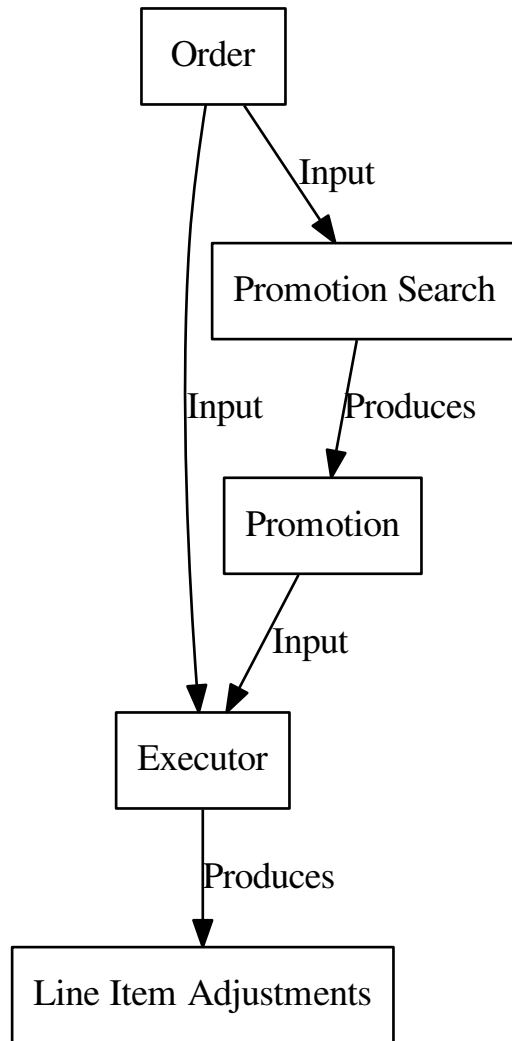 Order
Input
Promotion Search
Input
Produces
Promotion
Input
Executor
Produces
Line Item Adjustments